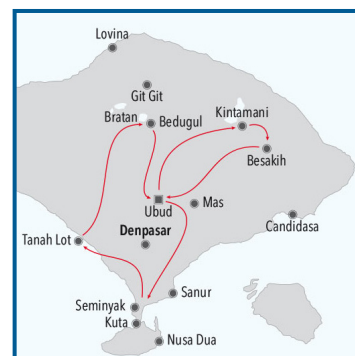 Lovina
Git Git
Bratan
Bedugul
Kintamani
Besakih
Ubud
Mas
Denpasar
Candidasa
Tanah Lot
Sanur
Seminyak
Kuta
Nusa Dua